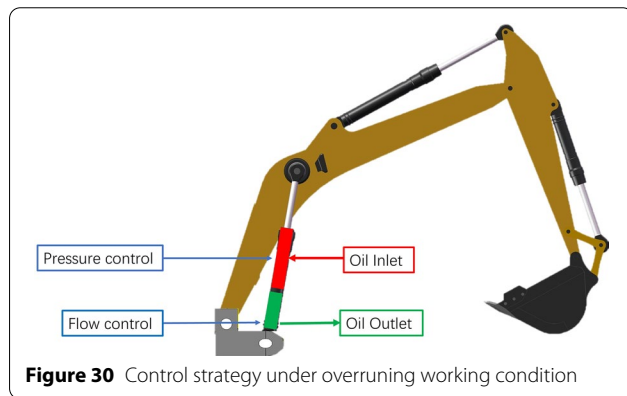 Pressure control
Oil Inlet
Flow control
Oil Outlet
Figure 30 Control strategy under overruning working condition